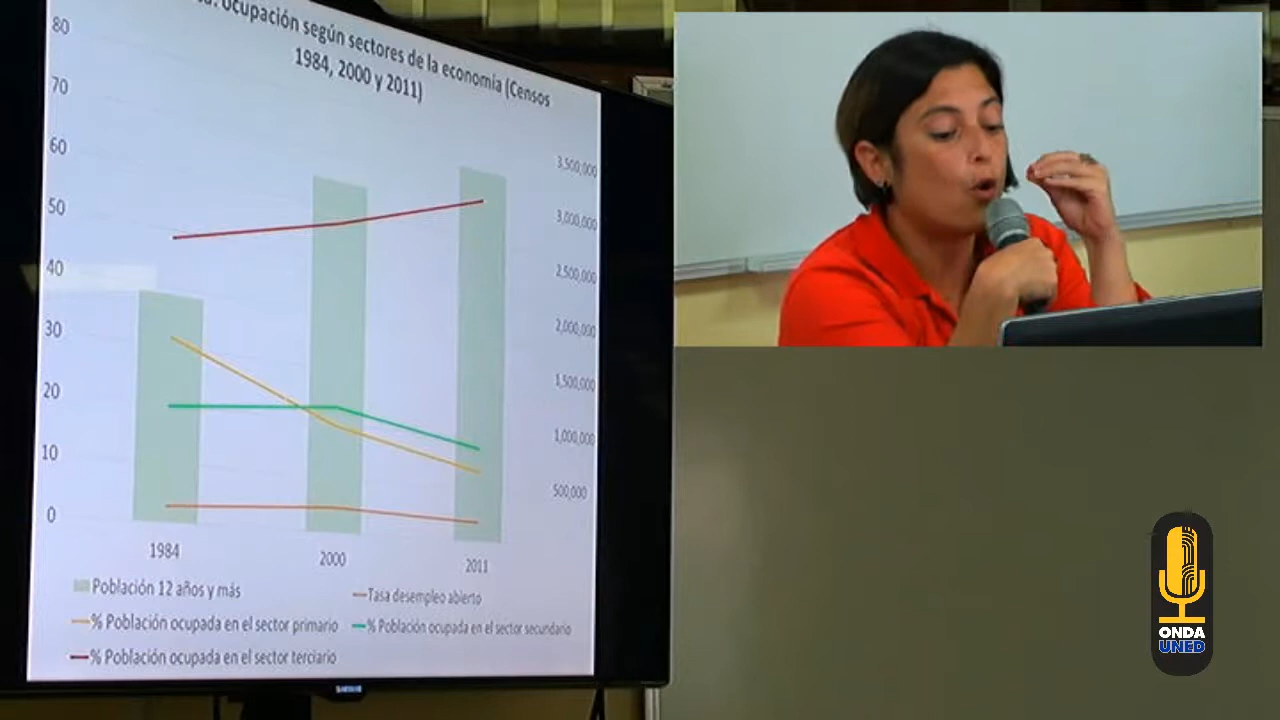 ocupación según sectores de la economía (Censos
1984, 2000 y 2011)
80
70
60
50
40
30
20
10
0
3,500,000
3,000,000
2,500,000
2,000,000
1,500,000
1,000,000
500,000
1984
2000
2011
Población 12 años y más
Tasa desempleo abierto
% Población ocupada en el sector primario
% Población ocupada en el sector secundario
% Población ocupada en el sector terciario
ONDA
UNED